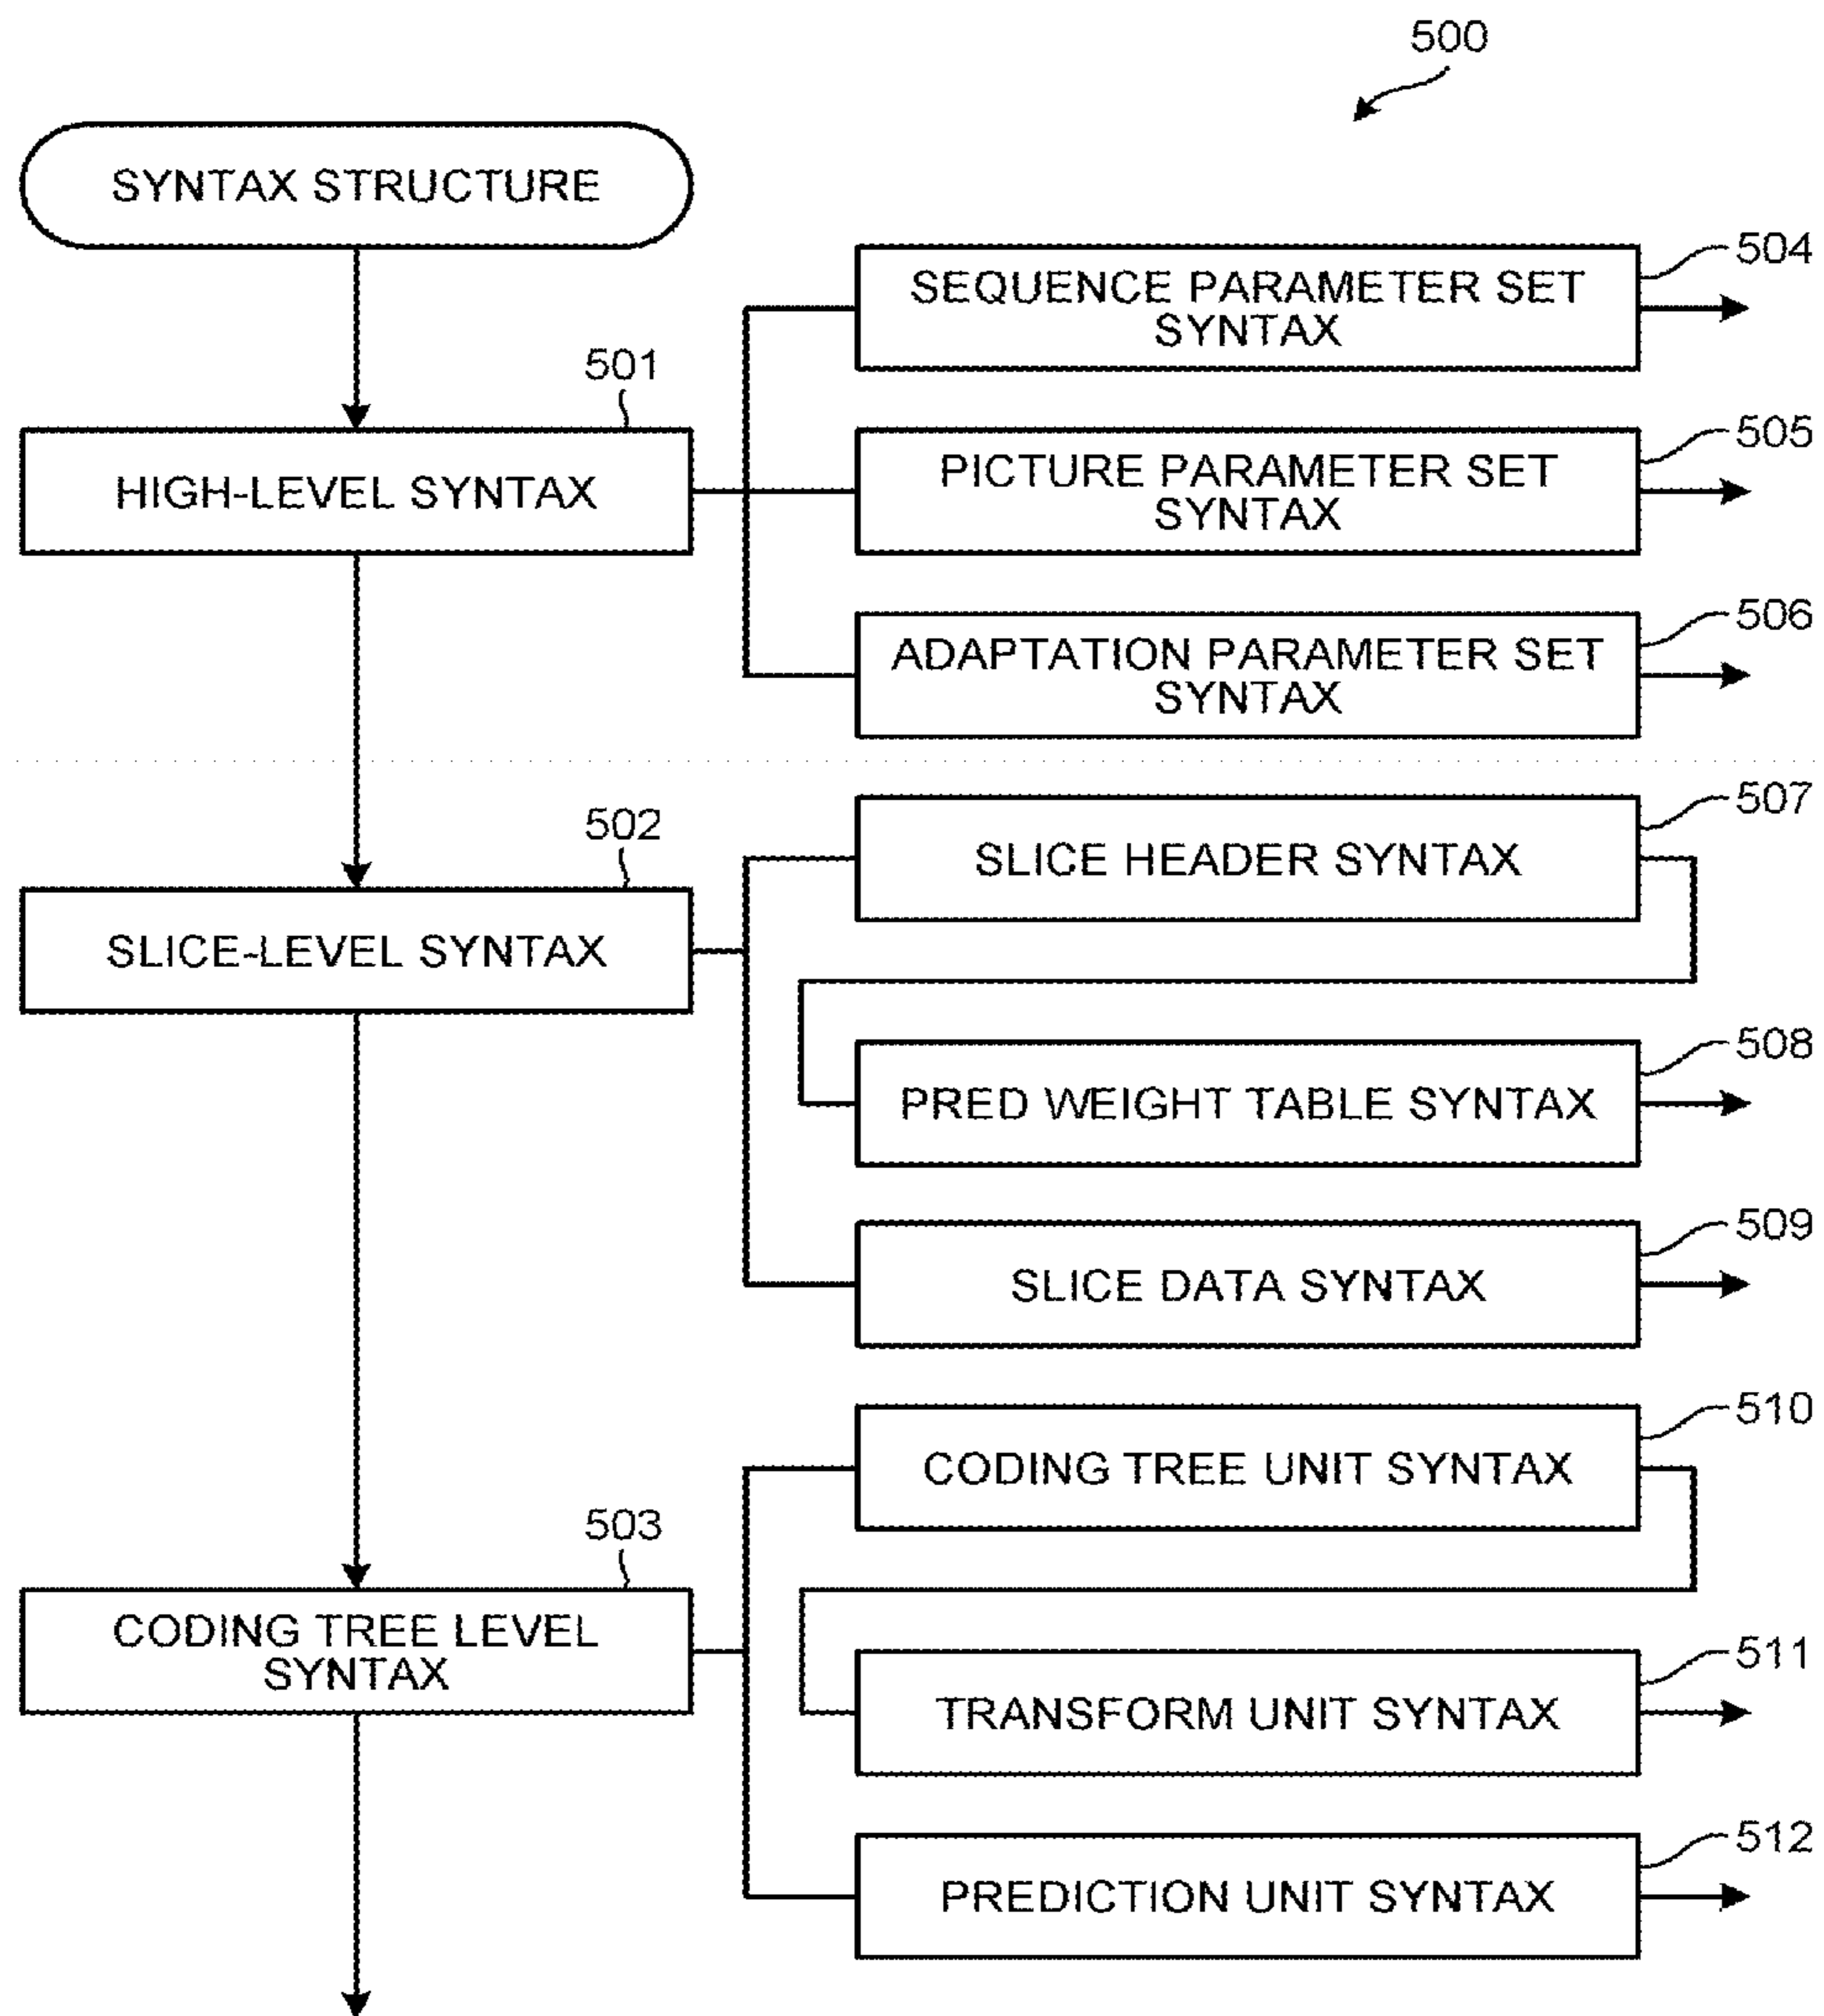 500
SYNTAX STRUCTURE
504
SEQUENCE PARAMETER SET
SYNTAX
501
HIGH-LEVEL SYNTAX
505
PICTURE PARAMETER SET
SYNTAX
506
ADAPTATION PARAMETER SET
SYNTAX
502
SLICE-LEVEL SYNTAX
507
SLICE HEADER SYNTAX
508
PRED WEIGHT TABLE SYNTAX
509
SLICE DATA SYNTAX
503
CODING TREE LEVEL
SYNTAX
510
CODING TREE UNIT SYNTAX
511
TRANSFORM UNIT SYNTAX
512
PREDICTION UNIT SYNTAX